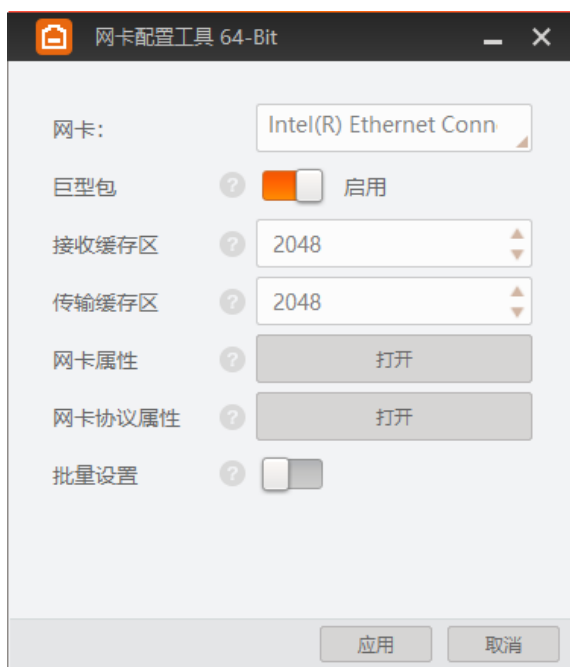 网卡配置工具 64-Bit
网卡：
Intel(R) Ethernet Conn
巨型包 ? 启用
接收缓存区 ? 2048
传输缓存区 ? 2048
网卡属性 ? 打开
网卡协议属性 ? 打开
批量设置 ?
应用 取消